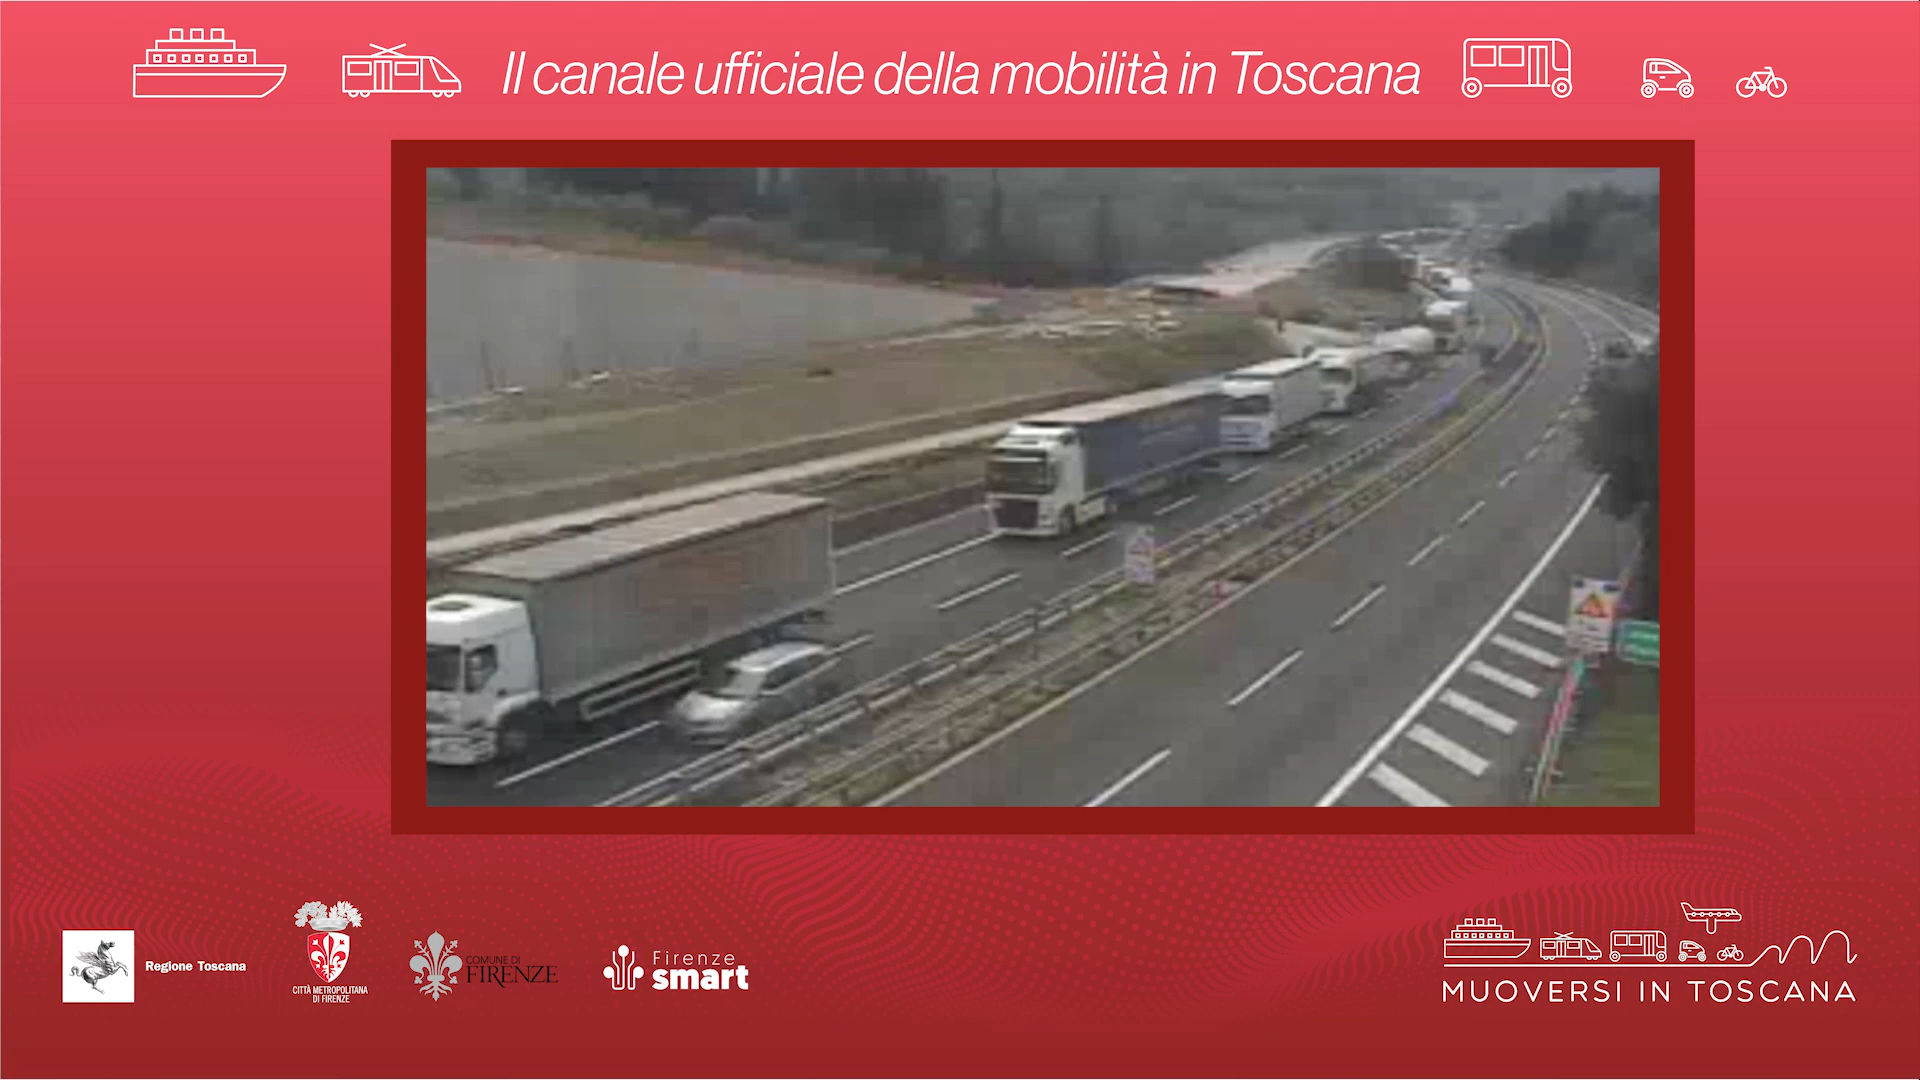 Il canale ufficiale della mobilità in Toscana
Regione Toscana
CITTÀ METROPOLITANA
DI FIRENZE
COMUNE DI
FIRENZE
Firenze
smart
MUOVERSI IN TOSCANA